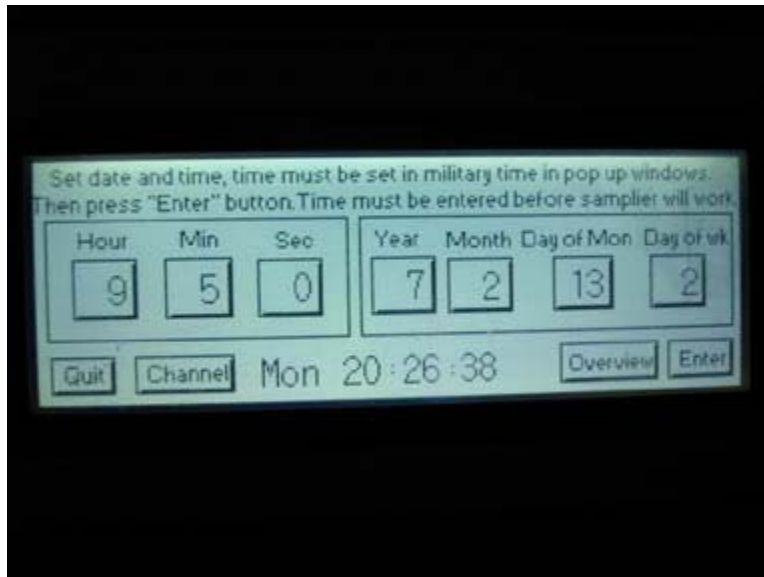 Set date and time, time must be set in military time in pop up windows.
Then press "Enter" button.Time must be entered before samplier will work.
Hour Min Sec Year Month Day of Mon Day of wk
9 5 0 7 2 13 2
Quit Channel Mon 20:26:38 Overview Enter